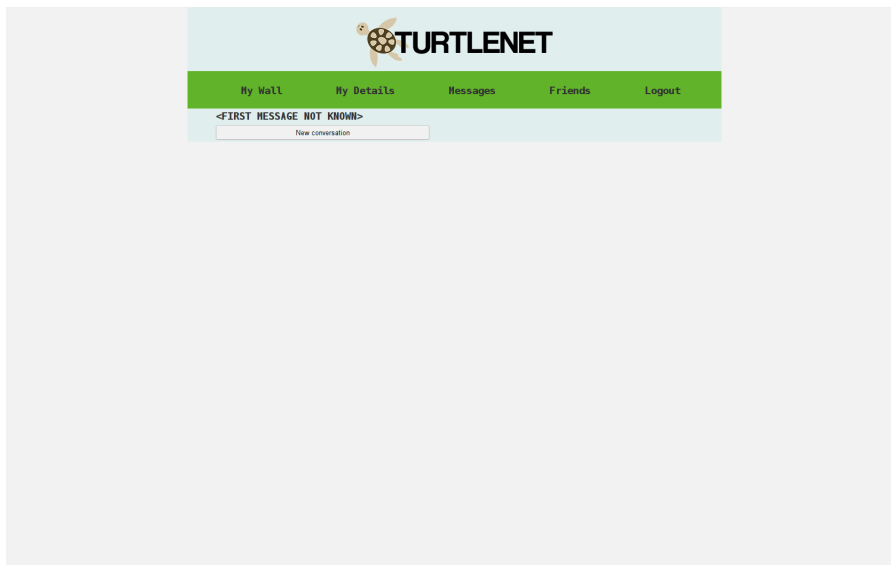 TURTLENET
My Wall My Details Messages Friends Logout
<FIRST MESSAGE NOT KNOWN>
New conversation